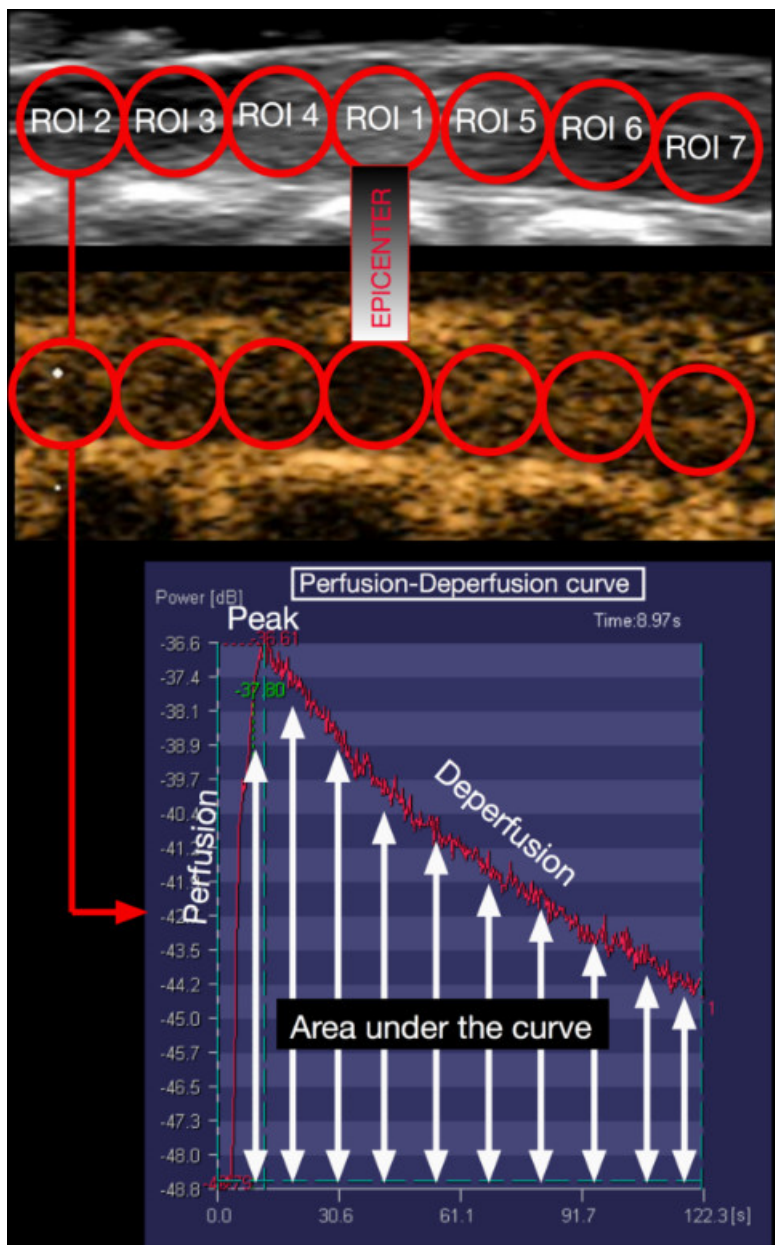 ROI 2
ROI 3
ROI 4
ROI 1
ROI 5
ROI 6
ROI 7
EPICENTER
Perfusion-Deperfusion curve
Power [dB]
Time:8.97s
Peak
-36.61
-37.80
-36.6
-37.4
-38.1
-38.9
-39.7
-40.4
-43.5
-44.2
-45.0
-45.7
-46.5
-47.3
-48.0
-48.8
Perfusion
Deperfusion
Area under the curve
1
0.0
30.6
61.1
91.7
122.3[s]